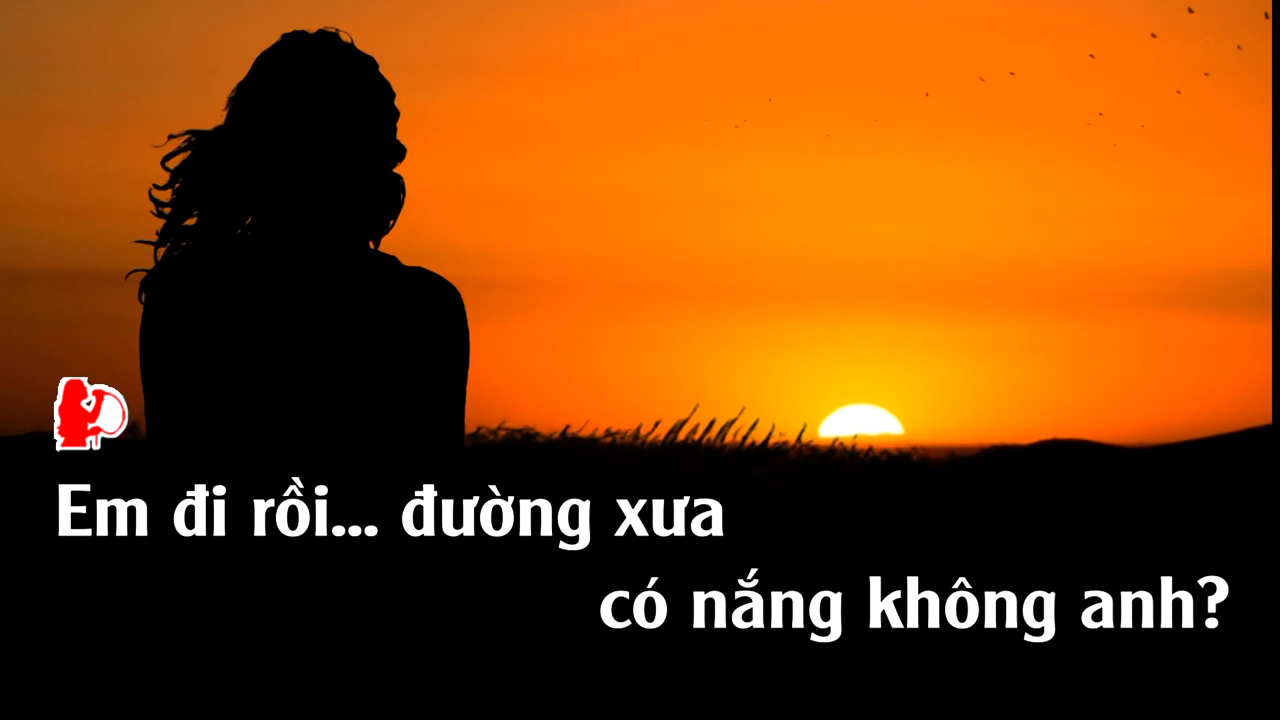 Em đi rồi... đường xưa
có nắng không anh?